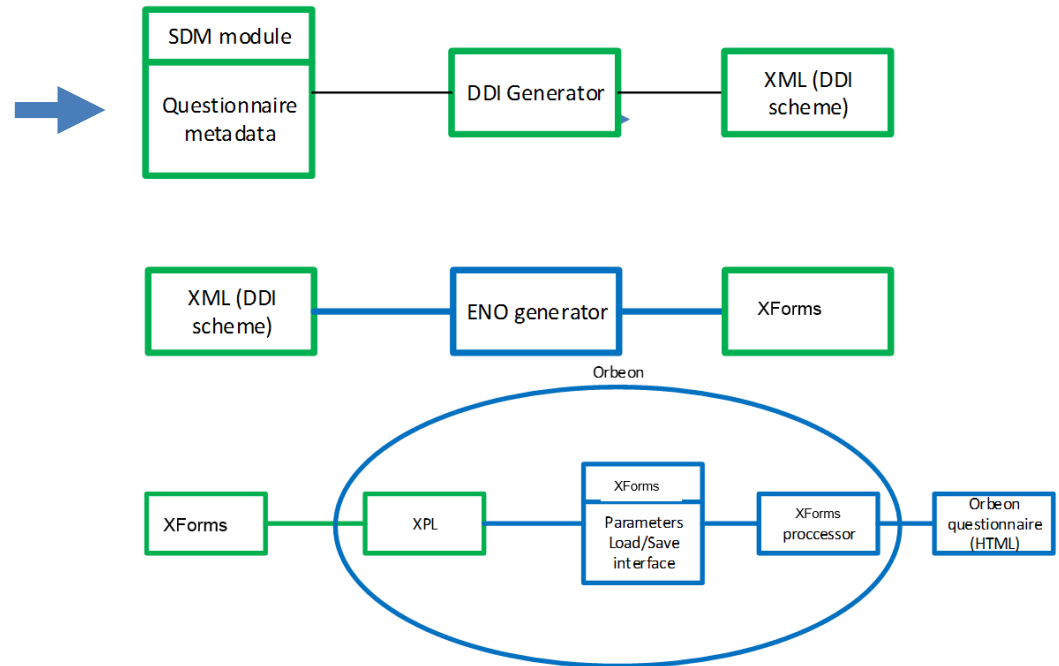 SDM module
Questionnaire
metadata
DDI Generator
XML (DDI
scheme)
XML (DDI
scheme)
ENO generator
XForms
Orbeon
XForms
XPL
XForms
Parameters
Load/Save
interface
XForms
proccessor
Orbeon
questionnaire
(HTML)